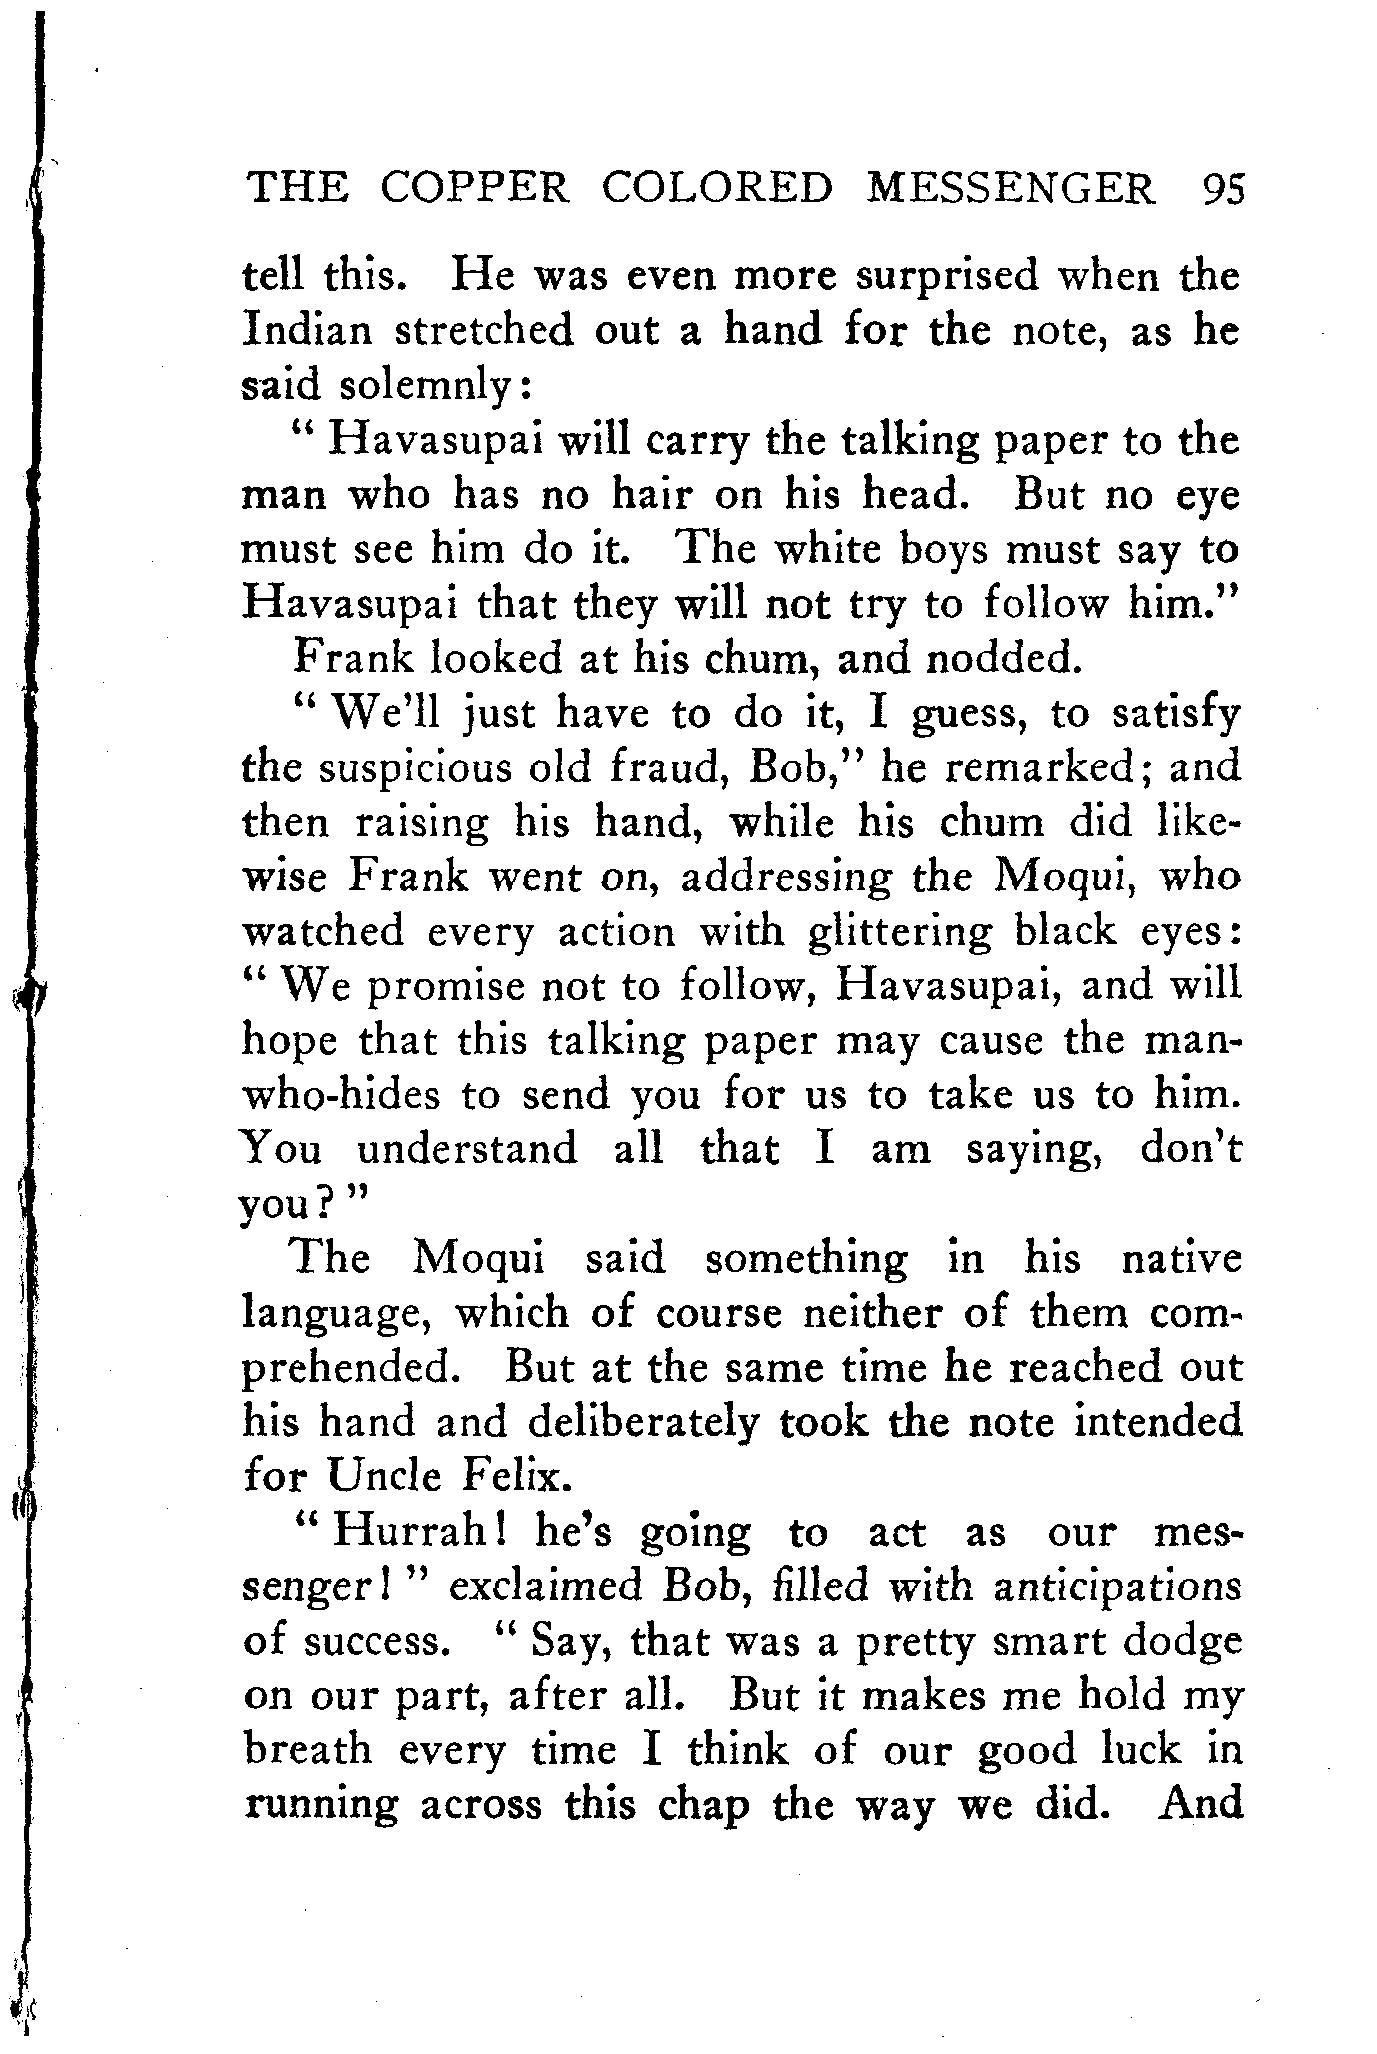 THE COPPER COLORED MESSENGER 95
tell this. He was even more surprised when the
Indian stretched out a hand for the note, as he
said solemnly:
" Havasupai will carry the talking paper to the
man who has no hair on his head. But no eye
must see him do it. The white boys must say to
Havasupai that they will not try to follow him."
Frank looked at his chum, and nodded.
" We'll just have to do it, I guess, to satisfy
the suspicious old fraud, Bob," he remarked; and
then raising his hand, while his chum did like-
wise Frank went on, addressing the Moqui, who
watched every action with glittering black eyes:
" We promise not to follow, Havasupai, and will
hope that this talking paper may cause the man-
who-hides to send you for us to take us to him.
You understand all that I am saying, don't
you? "
The Moqui said something in his native
language, which of course neither of them com-
prehended. But at the same time he reached out
his hand and deliberately took the note intended
for Uncle Felix.
" Hurrah! he's going to act as our mes-
senger! " exclaimed Bob, filled with anticipations
of success. " Say, that was a pretty smart dodge
on our part, after all. But it makes me hold my
breath every time I think of our good luck in
running across this chap the way we did. And